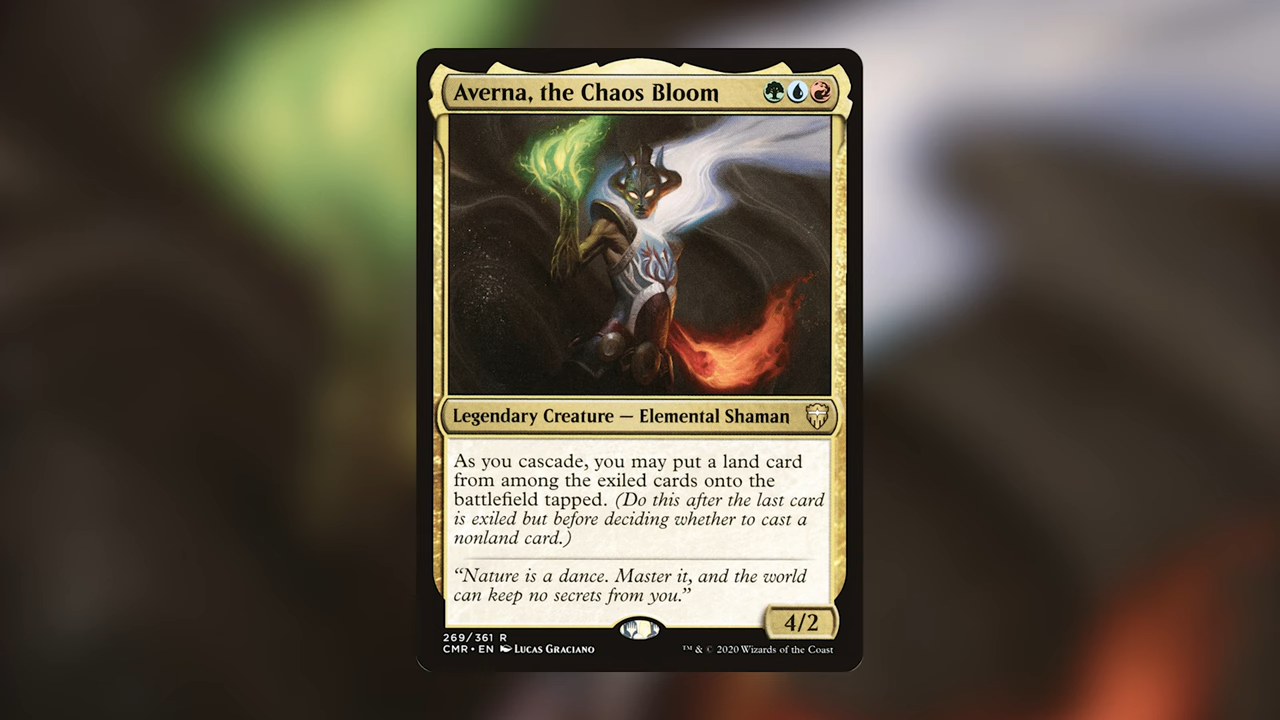 Averna, the Chaos Bloom
Legendary Creature — Elemental Shaman
As you cascade, you may put a land card
from among the exiled cards onto the
battlefield tapped. (Do this after the last card
is exiled but before deciding whether to cast a
nonland card.)
“Nature is a dance. Master it, and the world
can keep no secrets from you.”
4/2
269/361 R
CMR • EN Lucas Graciano
™ & © 2020 Wizards of the Coast